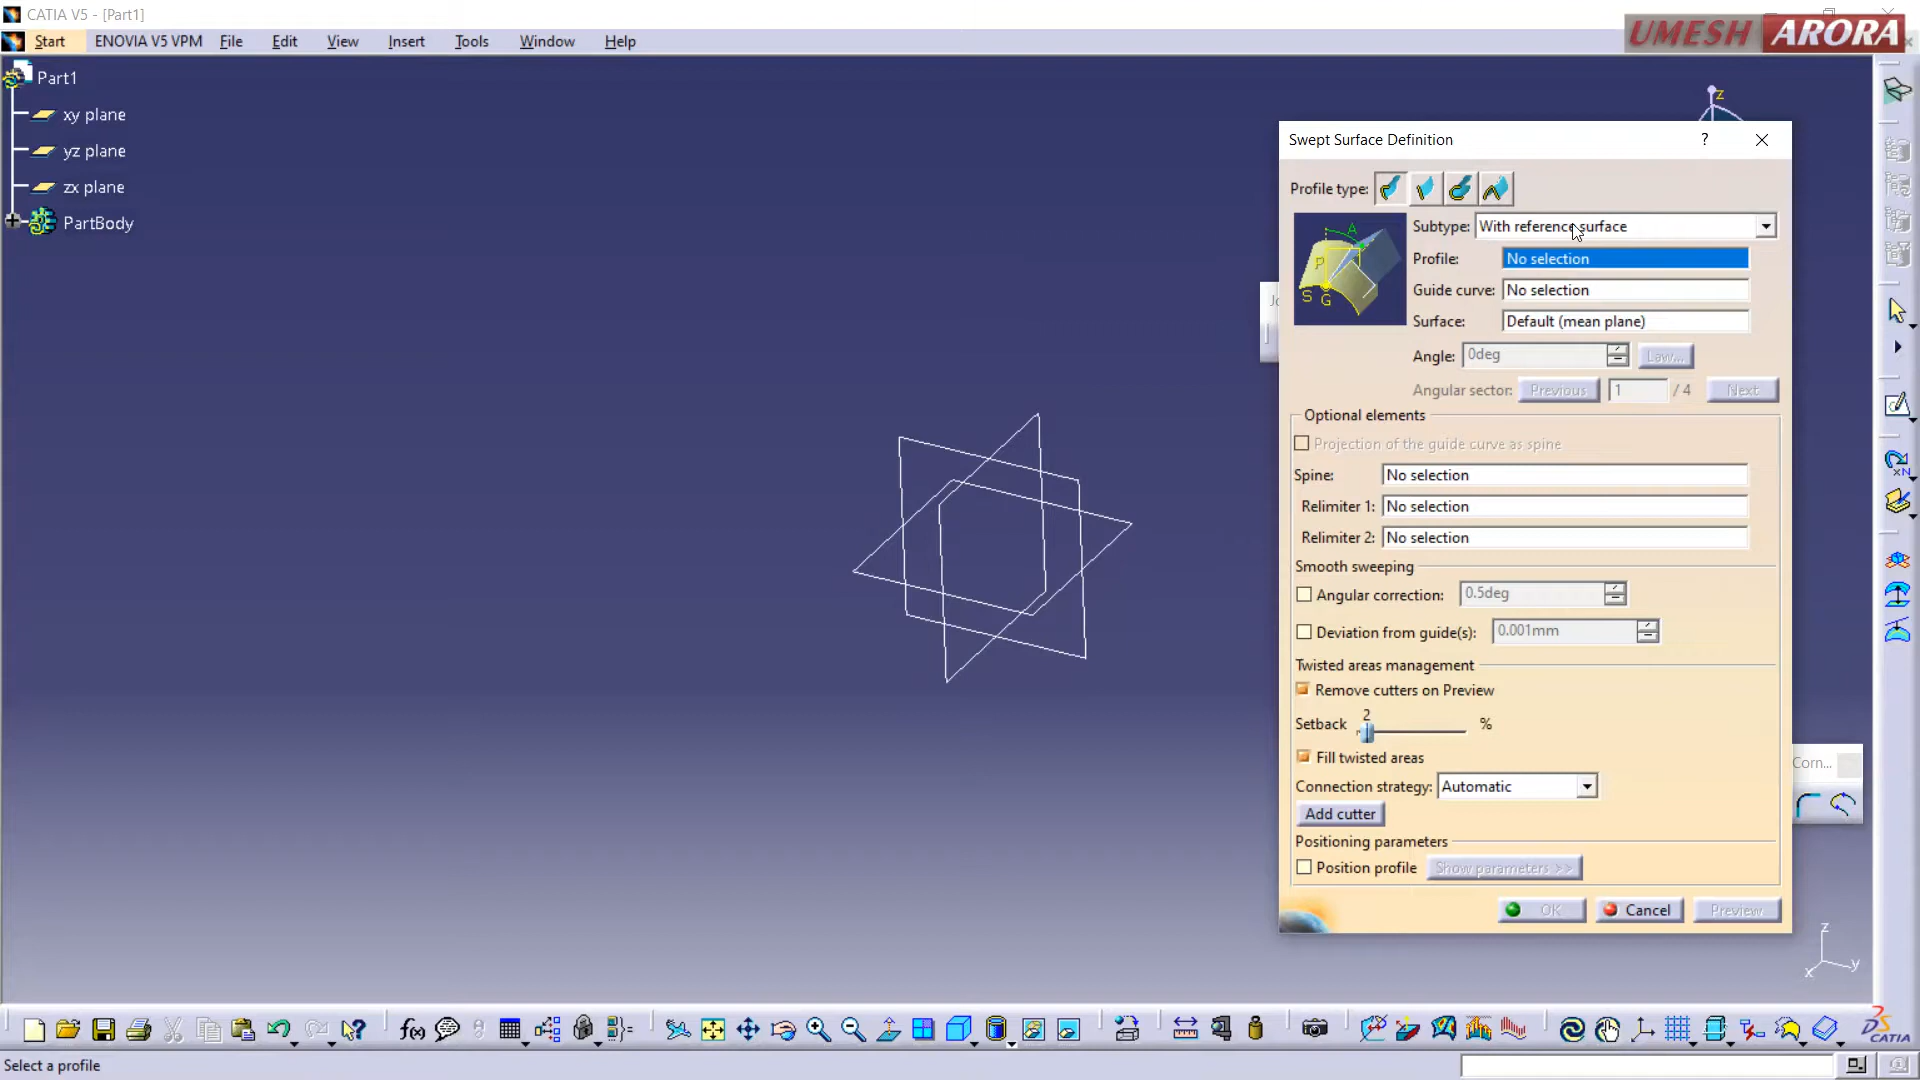 CATIA V5 - [Part1]
Start ENOVIA V5 VPM File Edit View Insert Tools Window Help
UMESH ARORA
Part1
xy plane
yz plane
zx plane
PartBody
z
Swept Surface Definition ?
Profile type:
Subtype: With reference surface
Profile: No selection
Guide curve: No selection
Surface: Default (mean plane)
Angle: 0deg Law...
Angular sector: Previous 1 / 4 Next
A
P
S G
Optional elements
Projection of the guide curve as spine
Spine: No selection
Relimiter 1: No selection
Relimiter 2: No selection
Smooth sweeping
Angular correction: 0.5deg
Deviation from guide(s): 0.001mm
Twisted areas management
Remove cutters on Preview
2
Setback %
Fill twisted areas
Connection strategy: Automatic
Add cutter
Positioning parameters
Position profile Show parameters >>
OK Cancel Preview
Corn...
z
x y
f(x)
CATIA
Select a profile